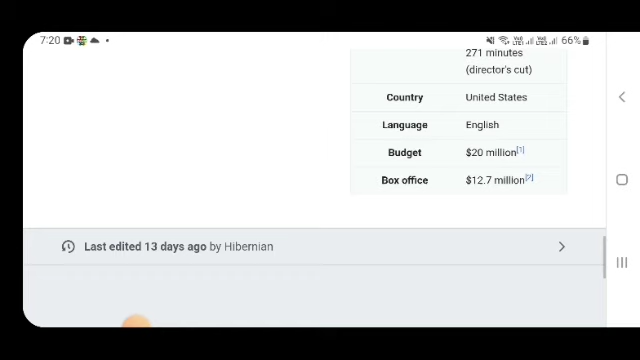 7:20 66%
271 minutes
(director's cut)
Country United States
Language English
Budget $20 million[1]
Box office $12.7 million[2]
Last edited 13 days ago by Hibernian